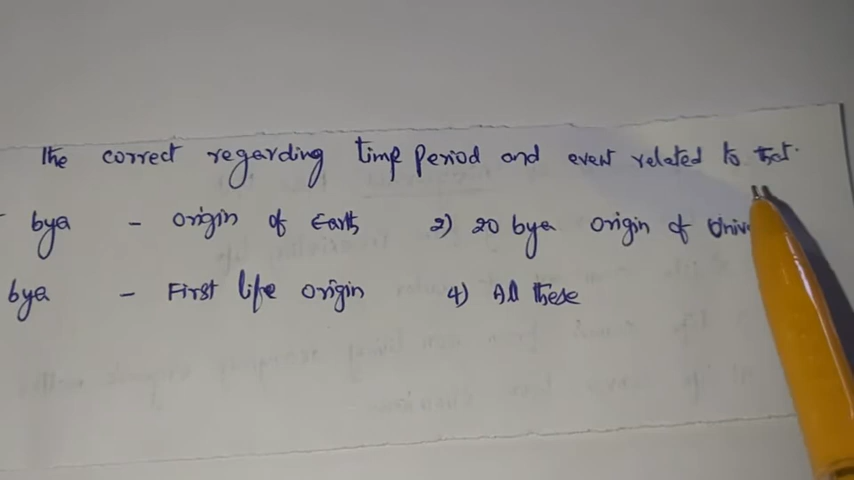 the correct regarding time period and event related to that.
bya - origin of Earth 2) 20 bya origin of Univ
bya - First life origin 4) All these